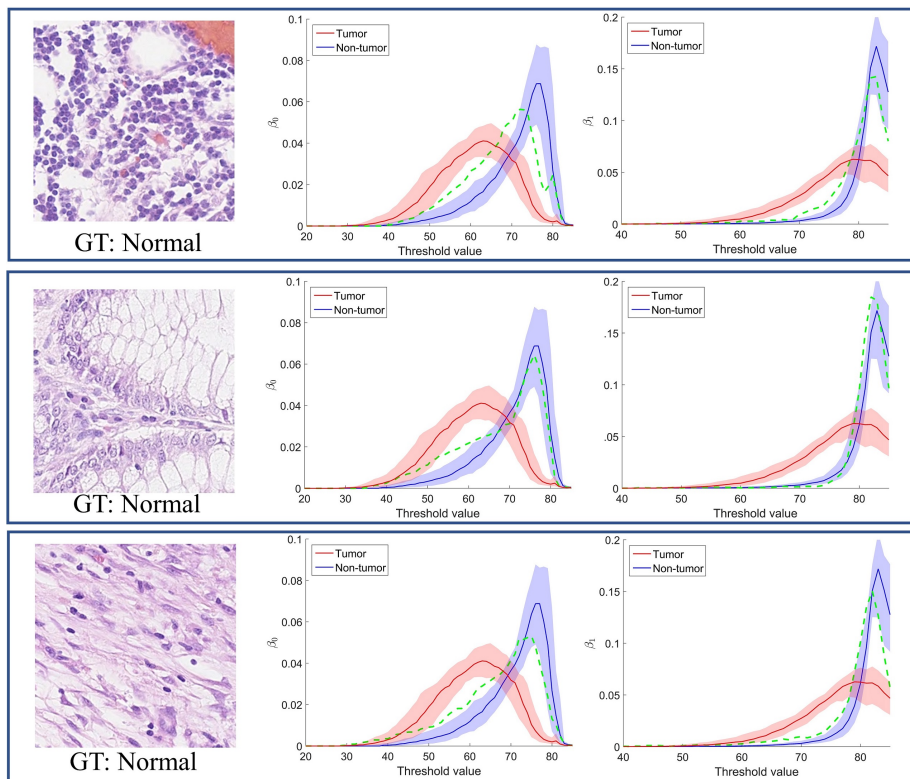 0.1
Tumor
Non-tumor
0.08
0.06
0.04
0.02
0
β0
20 30 40 50 60 70 80
Threshold value
0.2
Tumor
Non-tumor
0.15
0.10
0.05
0
β1
40 50 60 70 80
Threshold value
GT: Normal
0.1
Tumor
Non-tumor
0.08
0.06
0.04
0.02
0
β0
20 30 40 50 60 70 80
Threshold value
0.2
Tumor
Non-tumor
.15
.1
.05
0
β1
40 50 60 70 80
Threshold value
GT: Normal
0.1
Tumor
Non-tumor
0.08
0.06
0.04
0.02
0
β0
20 30 40 50 60 70 80
Threshold value
0.2
Tumor
Non-tumor
0.15
0.1
0.05
0
β1
40 50 60 70 80
Threshold value
GT: Normal